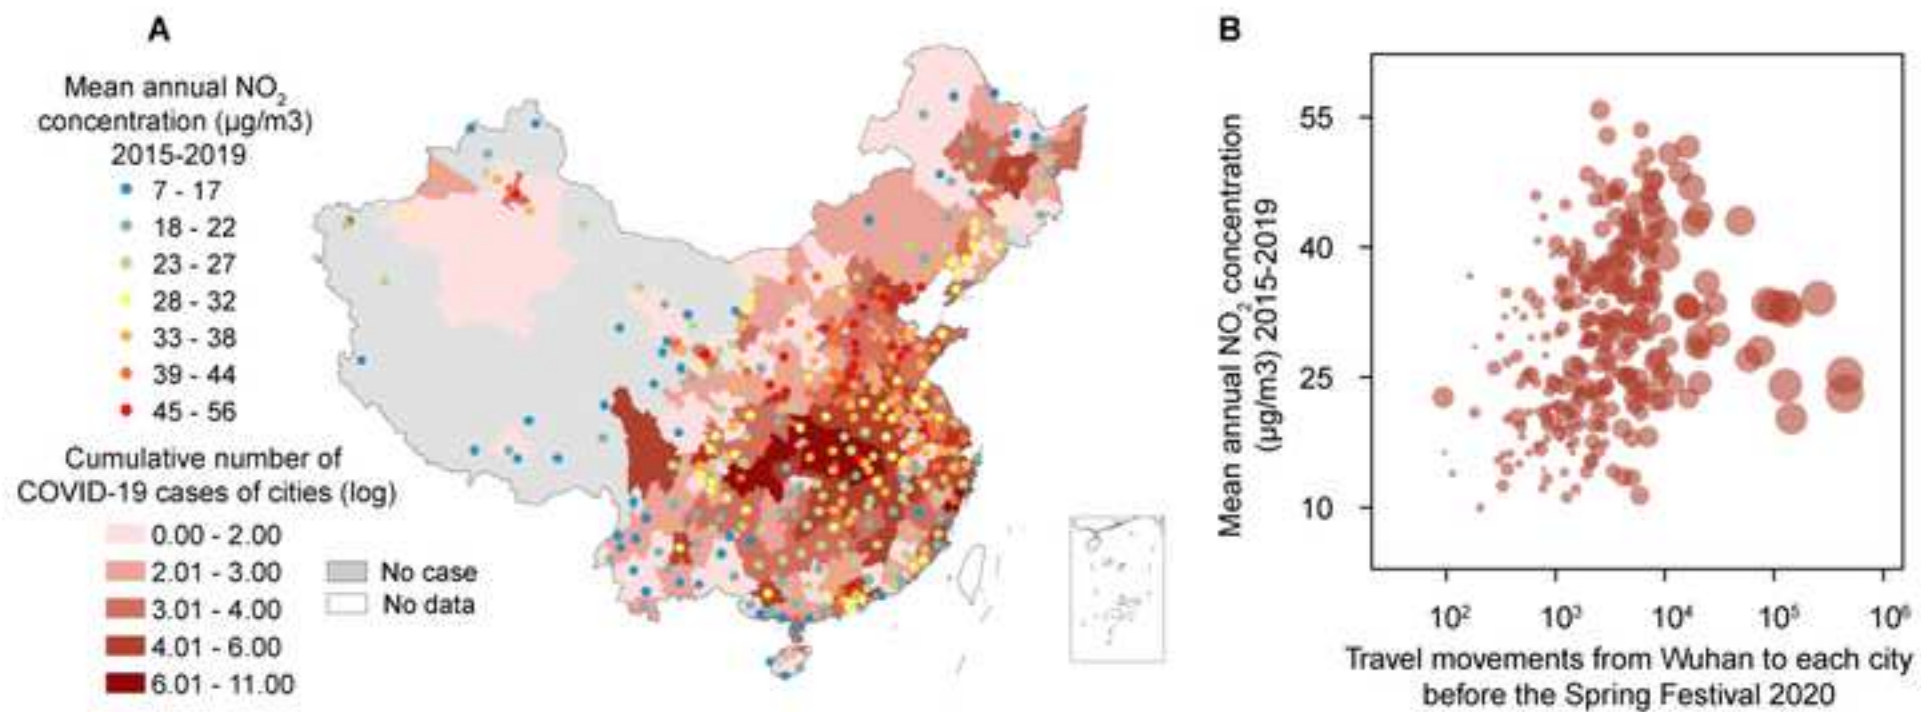 A
Mean annual NO2
concentration (µg/m3)
2015-2019
7 - 17
18 - 22
23 - 27
28 - 32
33 - 38
39 - 44
45 - 56
Cumulative number of
COVID-19 cases of cities (log)
0.00 - 2.00
2.01 - 3.00
3.01 - 4.00
4.01 - 6.00
6.01 - 11.00
No case
No data
B
Mean annual NO2 concentration
(µg/m3) 2015-2019
55
40
25
10
10² 10³ 10⁴ 10⁵ 10⁶
Travel movements from Wuhan to each city
before the Spring Festival 2020